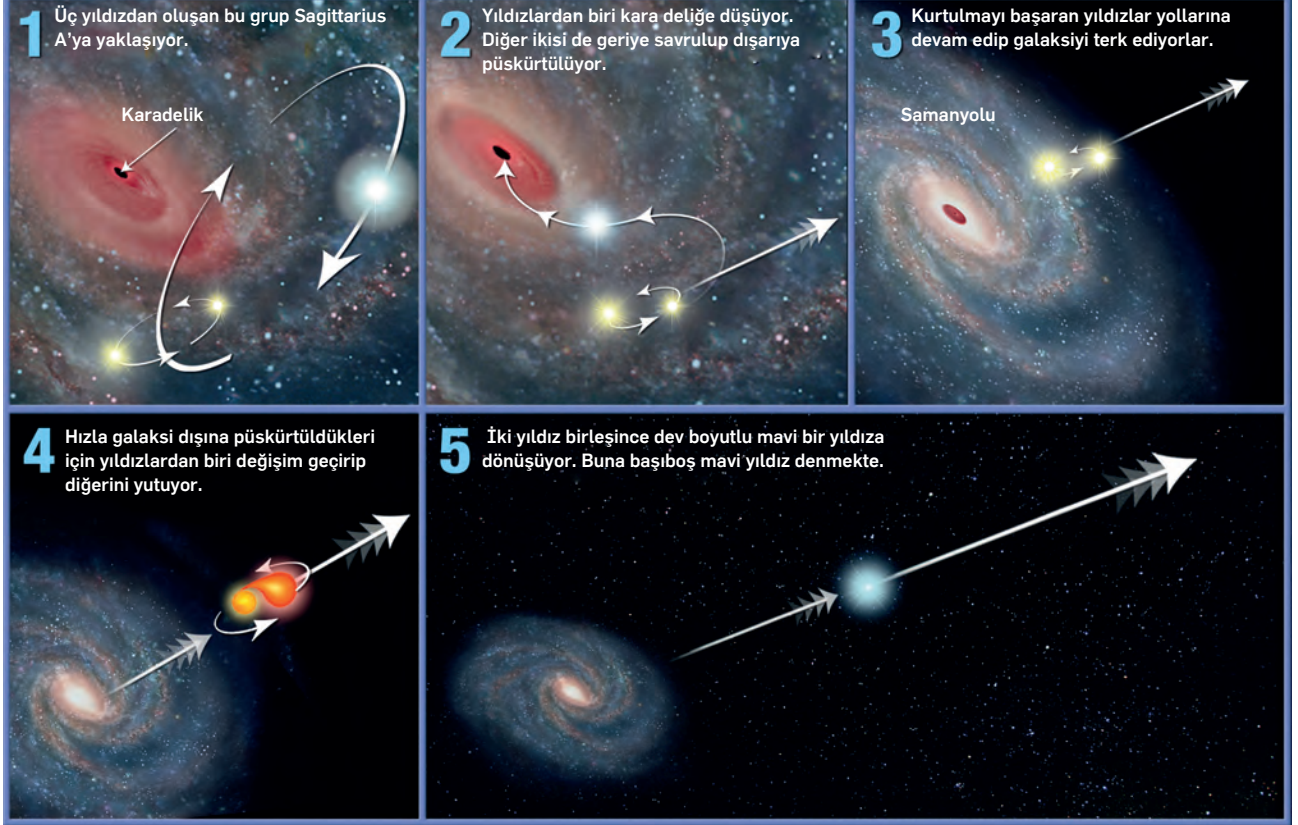 1
Üç yıldızdan oluşan bu grup Sagittarius
A'ya yaklaşıyor.
Karadelik
2
Yıldızlardan biri kara deliğe düşüyor.
Diğer ikisi de geriye savrulup dışarıya
püskürtülüyor.
3
Kurtulmayı başaran yıldızlar yollarına
devam edip galaksiyi terk ediyorlar.
Samanyolu
4
Hızla galaksi dışına püskürtüldükleri
için yıldızlardan biri değişim geçirip
diğerini yutuyor.
5
İki yıldız birleşince dev boyutlu mavi bir yıldıza
dönüşüyor. Buna başıboş mavi yıldız denmekte.